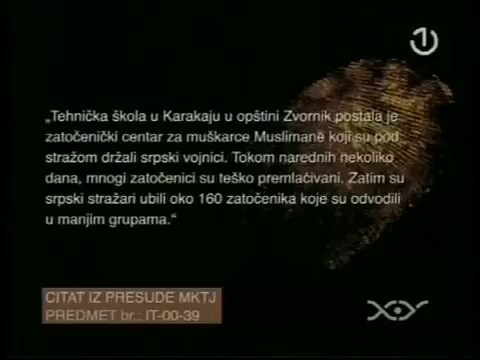 1
„Tehnička škola u Karakaju u opštini Zvornik postala je
zatočenički centar za muškarce Muslimane koji su pod
stražom držali srpski vojnici. Tokom narednih nekoliko
dana, mnogi zatočenici su teško premlaćivani. Zatim su
srpski stražari ubili oko 160 zatočenika koje su odvodili
u manjim grupama.“
CITAT IZ PRESUDE MKTJ
PREDMET br.: IT-00-39